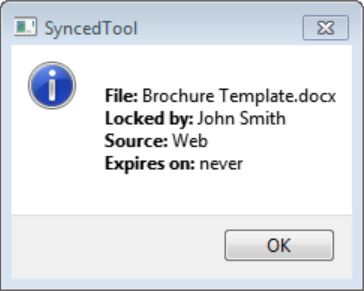 SyncedTool
File: Brochure Template.docx
Locked by: John Smith
Source: Web
Expires on: never
OK